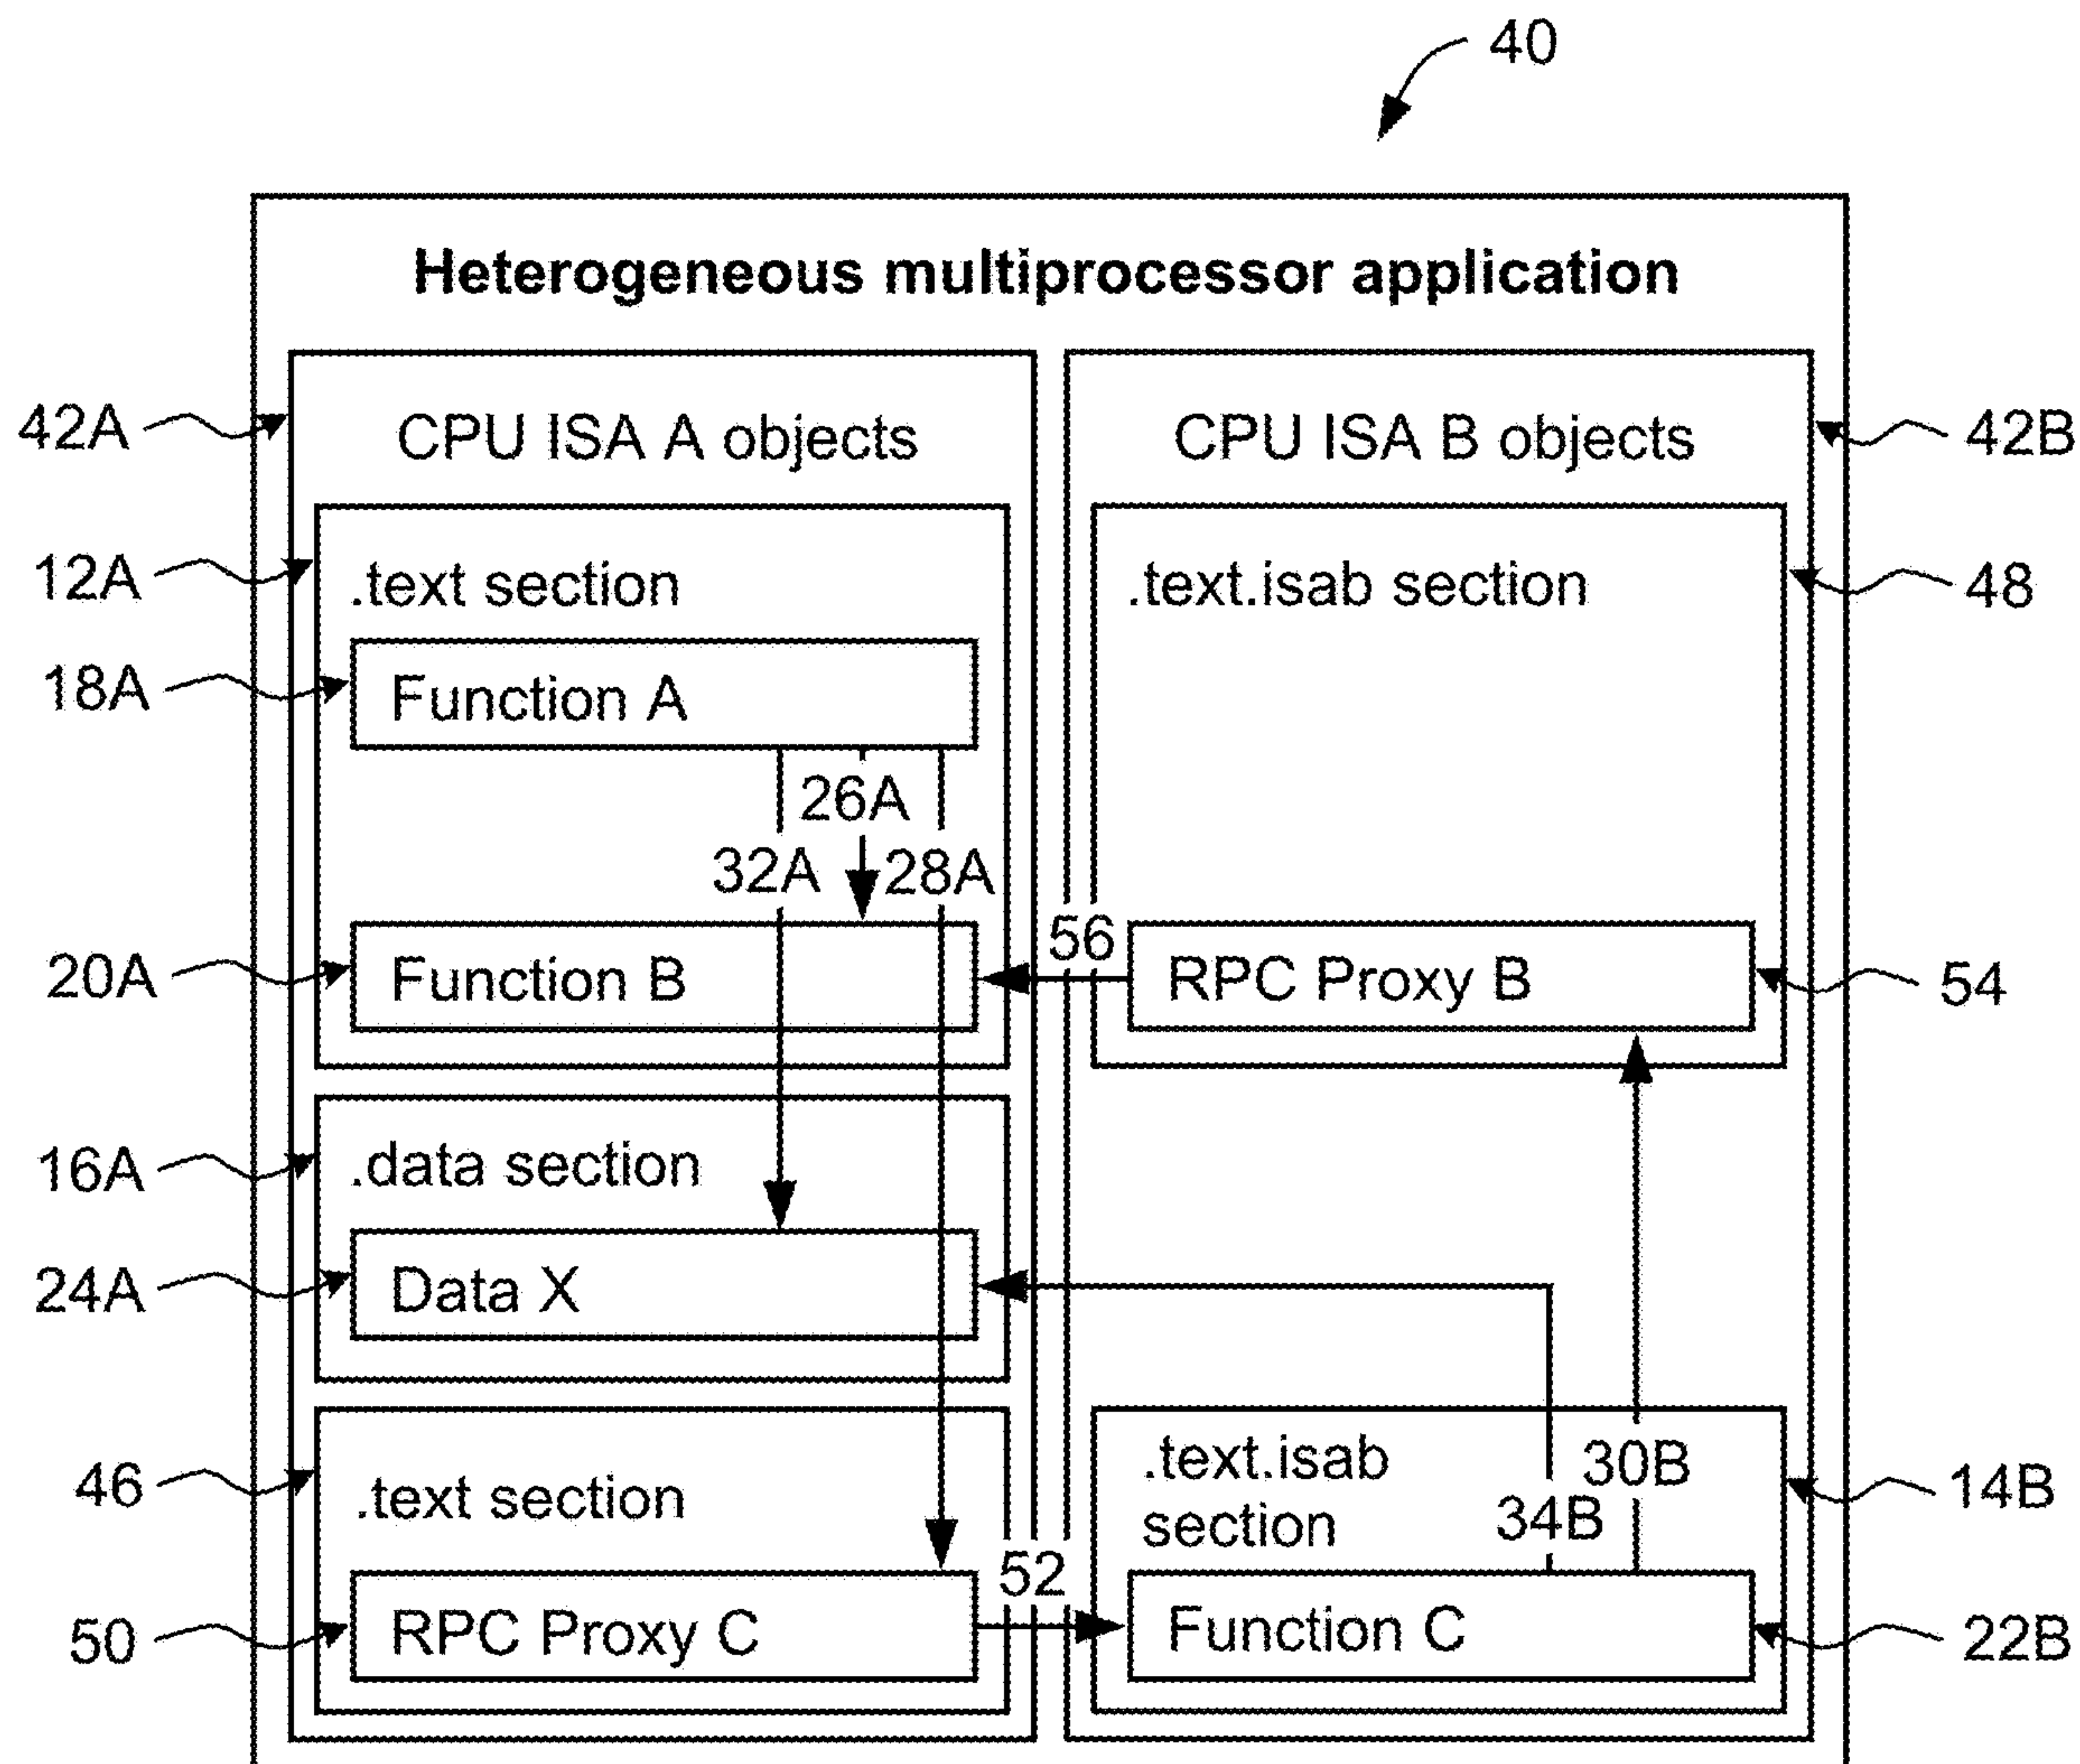 40
Heterogeneous multiprocessor application
42A
CPU ISA A objects
CPU ISA B objects
42B
12A
.text section
.text.isab section
48
18A
Function A
26A
32A
28A
20A
Function B
56
RPC Proxy B
54
16A
.data section
24A
Data X
46
.text section
.text.isab
section
30B
34B
14B
50
RPC Proxy C
52
Function C
22B